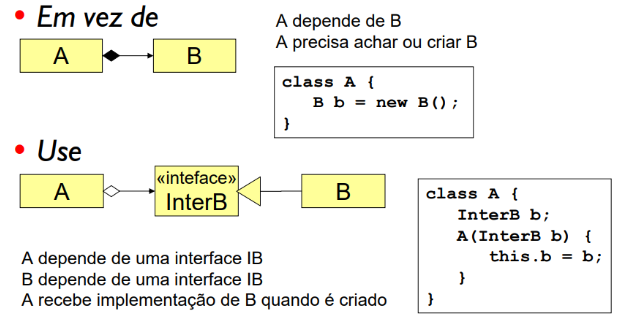 • Em vez de
A
B
A depende de B
A precisa achar ou criar B
class A {
B b = new B();
}
• Use
A
«inteface»
InterB
B
class A {
InterB b;
A(InterB b) {
this.b = b;
}
}
A depende de uma interface IB
B depende de uma interface IB
A recebe implementação de B quando é criado